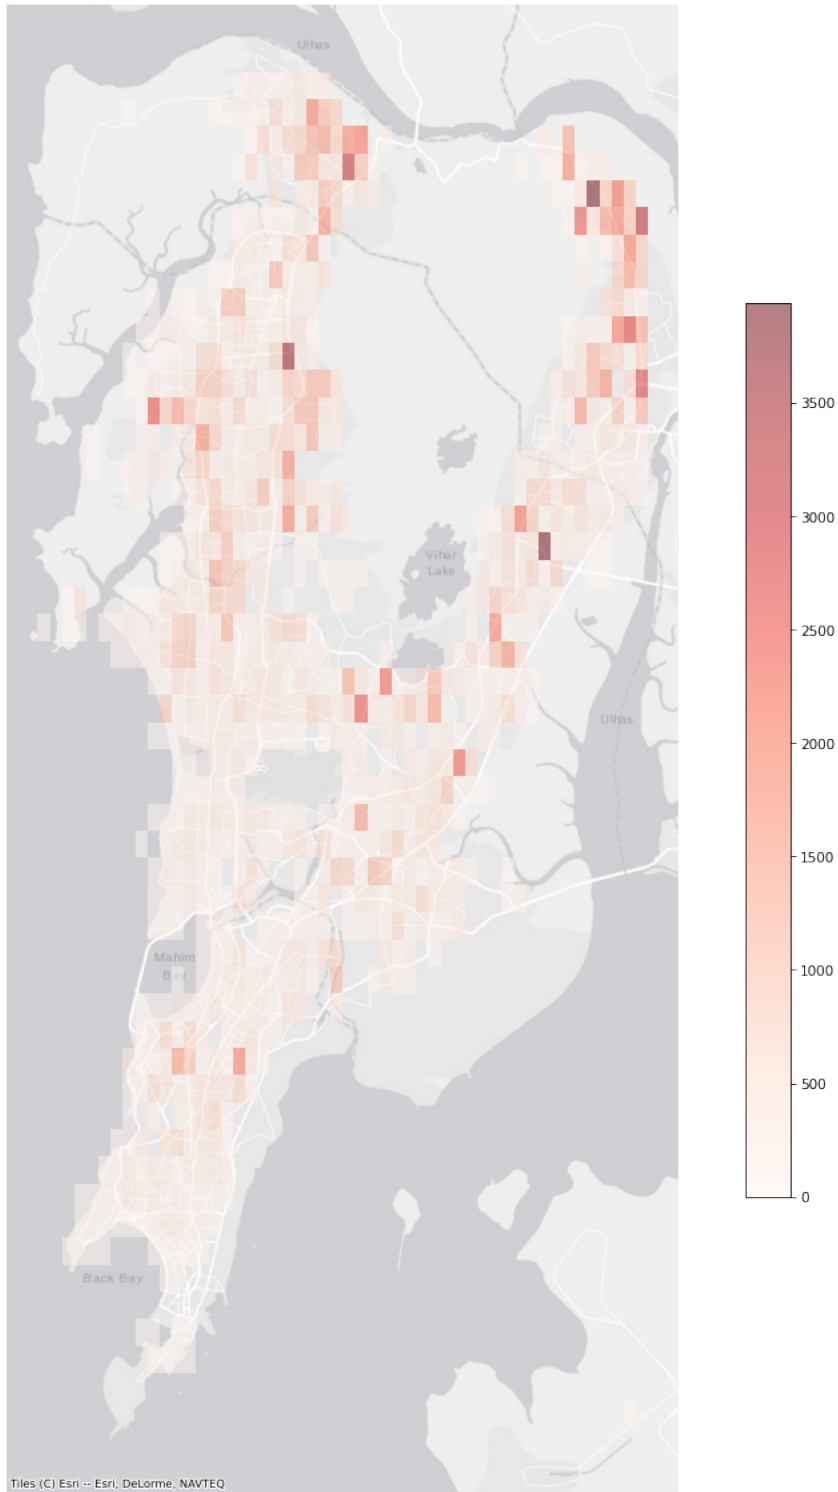 Ulhas
Vihar
Lake
Ulhas
Mahim
Bay
Back Bay
3500
3000
2500
2000
1500
1000
500
0
Tiles (C) Esri -- Esri, DeLorme, NAVTEQ